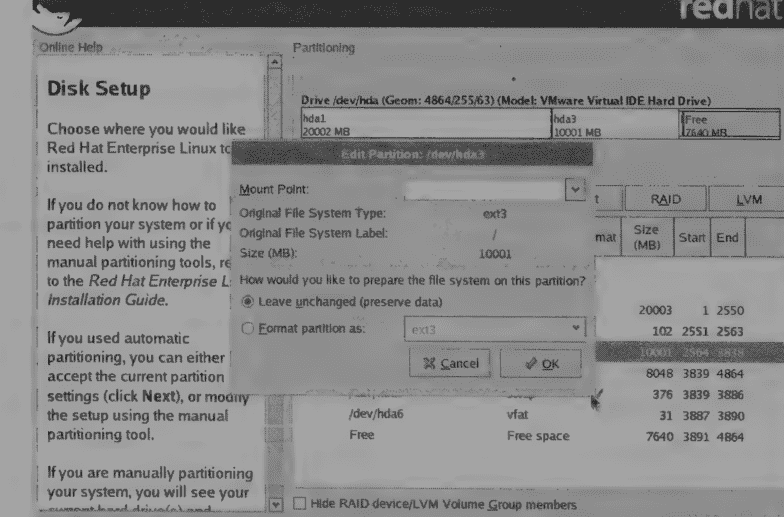 redhat
Online Help
Partitioning
Disk Setup
Choose where you would like
Red Hat Enterprise Linux to
installed.
If you do not know how to
partition your system or if yo
need help with using the
manual partitioning tools, re
to the Red Hat Enterprise L
Installation Guide.
If you used automatic
partitioning, you can either
accept the current partition
settings (click Next), or modify
the setup using the manual
partitioning tool.
If you are manually partitioning
your system, you will see your
current hard drive(s) and
Drive /dev/hda (Geom: 4864/255/63) (Model: VMware Virtual IDE Hard Drive)
hda1
20002 MB
hda3
10001 MB
Free
7640 MB
Edit Partition: /dev/hda3
Mount Point:
Original File System Type: ext3
Original File System Label: /
Size (MB): 10001
How would you like to prepare the file system on this partition?
Leave unchanged (preserve data)
Format partition as: ext3
Cancel OK
t RAID LVM
mat Size (MB) Start End
20003 1 2550
102 2551 2563
10001 2564 3838
8048 3839 4864
376 3839 3886
/dev/hda6 vfat 31 3887 3890
Free Free space 7640 3891 4864
Hide RAID device/LVM Volume Group members